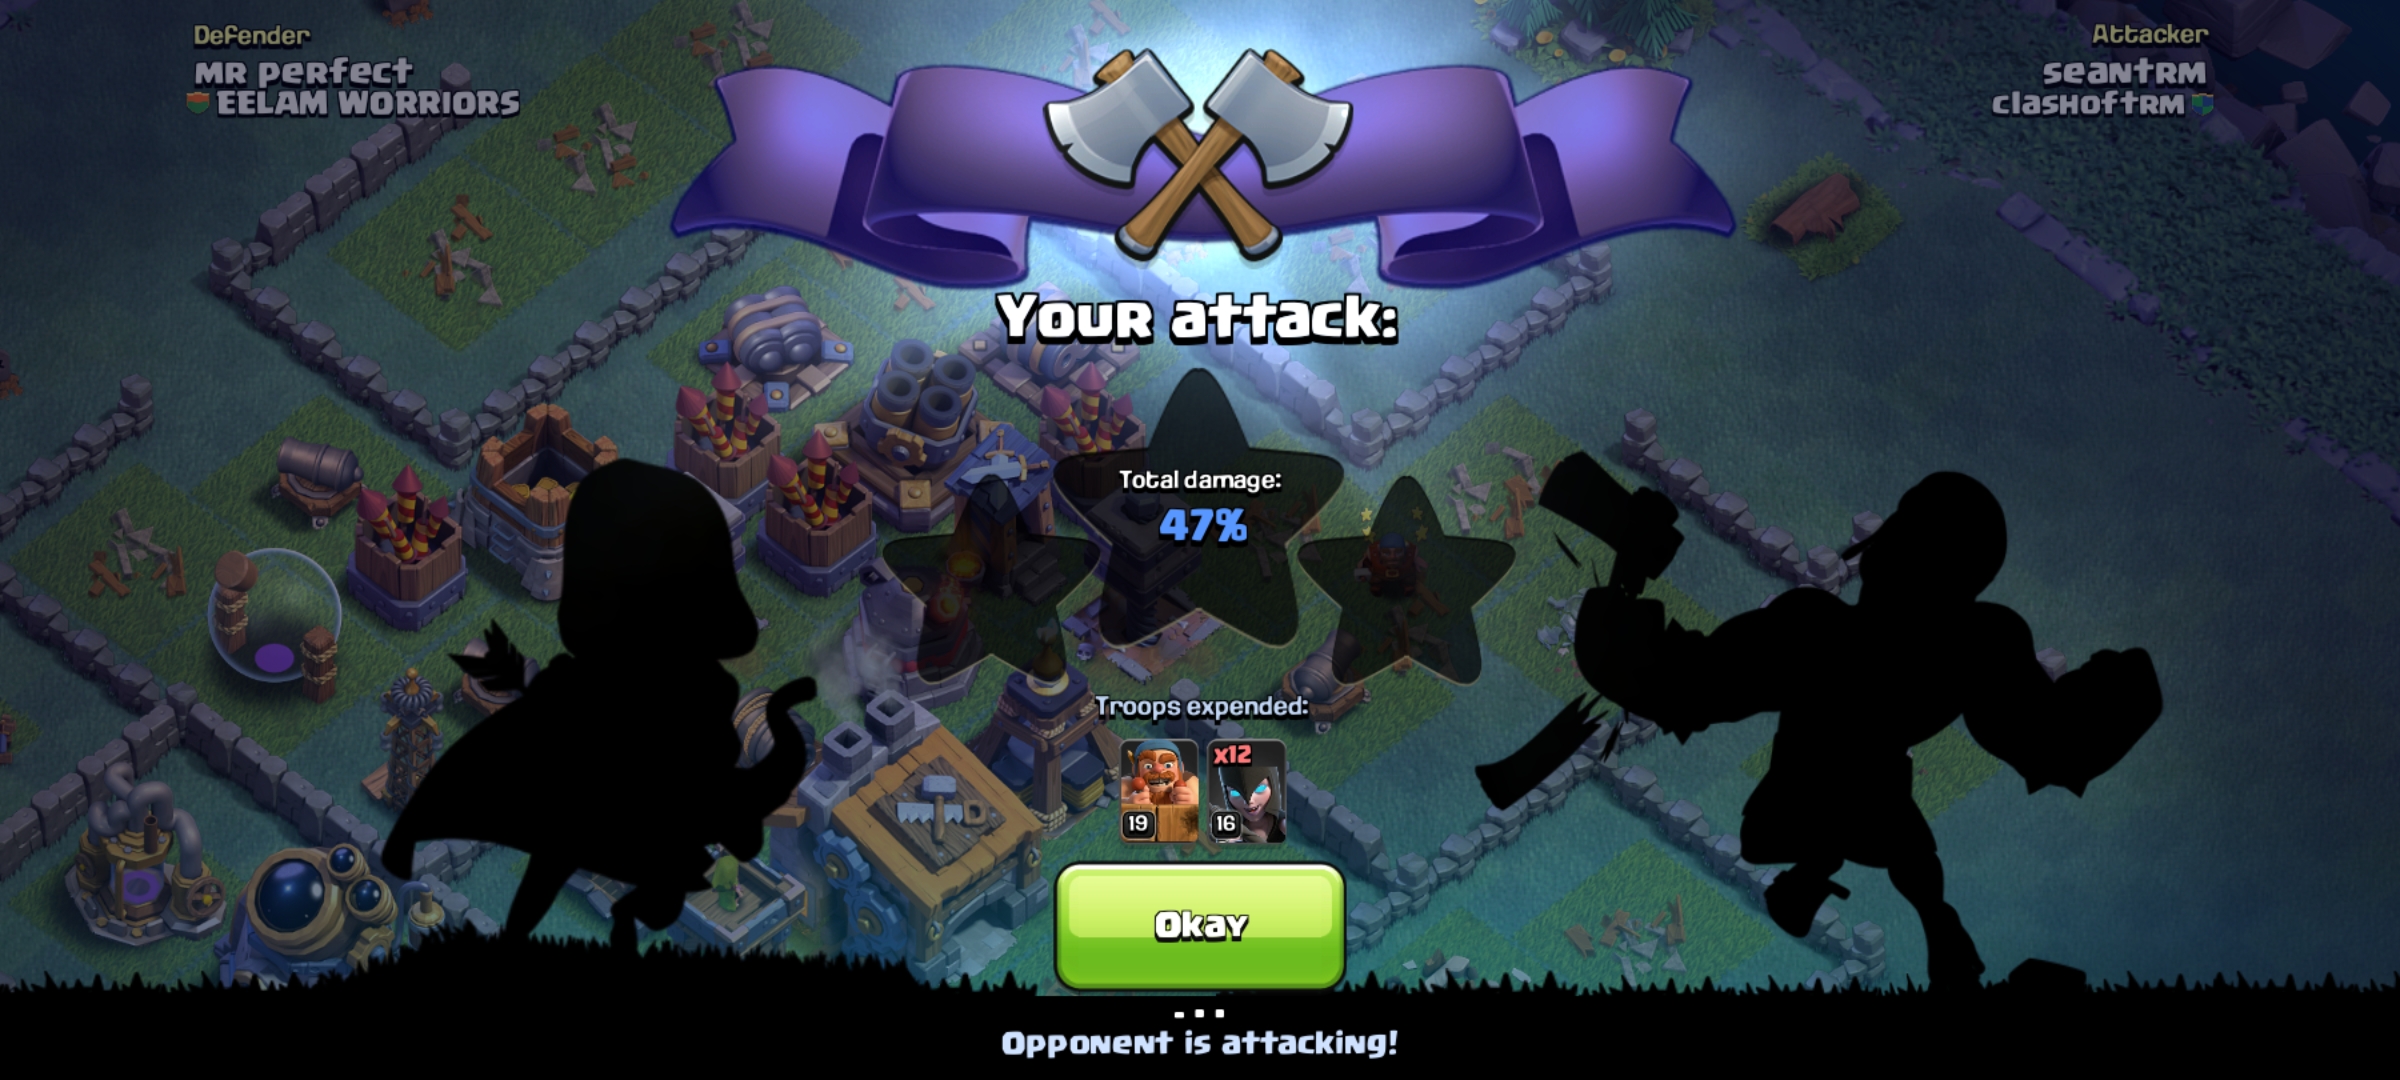 Defender
MR perfect
EELAM WORRIORS
Attacker
seantRM
clashoftRM
Your attack:
Total damage:
47%
Troops expended:
x12
19
16
Okay
...
Opponent is attacking!